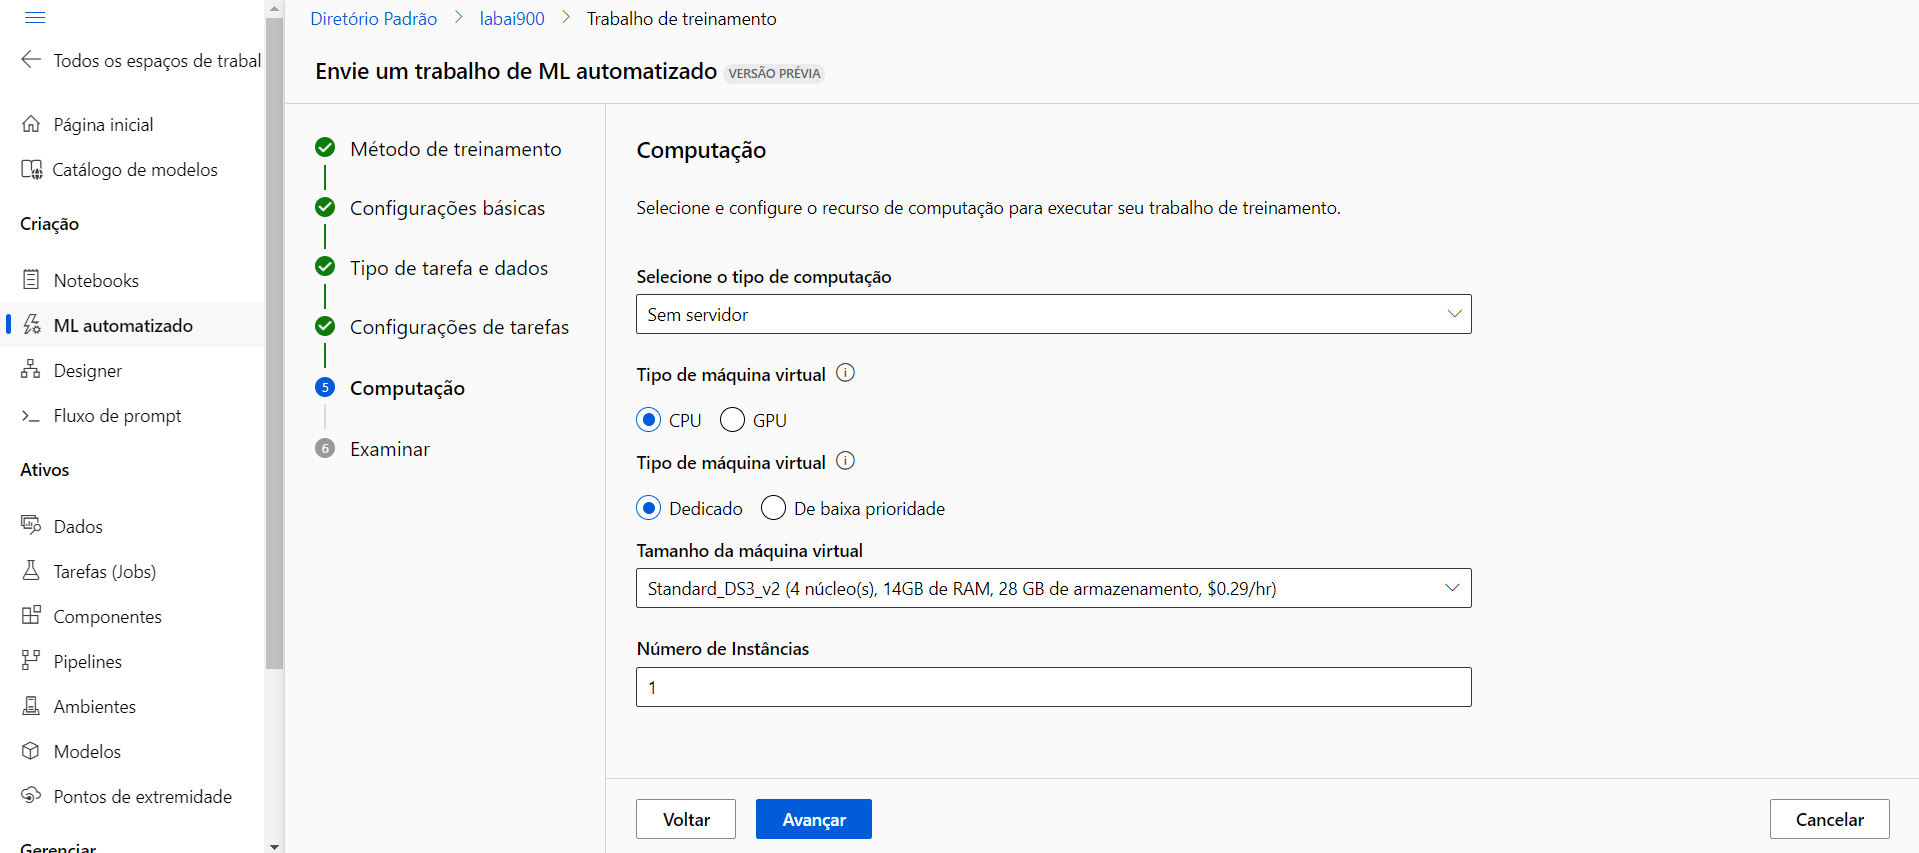 Todos os espaços de trabal
Página inicial
Catálogo de modelos
Criação
Notebooks
ML automatizado
Designer
Fluxo de prompt
Ativos
Dados
Tarefas (Jobs)
Componentes
Pipelines
Ambientes
Modelos
Pontos de extremidade
Gerenciar
Diretório Padrão > labai900 > Trabalho de treinamento
Envie um trabalho de ML automatizado VERSÃO PRÉVIA
Método de treinamento
Configurações básicas
Tipo de tarefa e dados
Configurações de tarefas
5 Computação
6 Examinar
Computação
Selecione e configure o recurso de computação para executar seu trabalho de treinamento.
Selecione o tipo de computação
Sem servidor
Tipo de máquina virtual
CPU GPU
Tipo de máquina virtual
Dedicado De baixa prioridade
Tamanho da máquina virtual
Standard_DS3_v2 (4 núcleo(s), 14GB de RAM, 28 GB de armazenamento, $0.29/hr)
Número de Instâncias
1
Voltar Avançar Cancelar